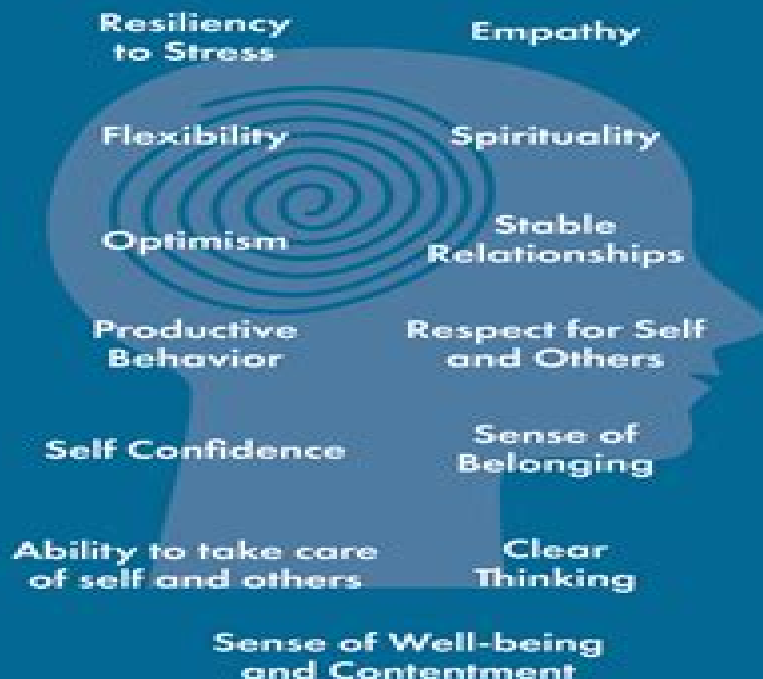 Resiliency
to Stress
Empathy
Flexibility
Spirituality
Optimism
Stable
Relationships
Productive
Behavior
Respect for Self
and Others
Self Confidence
Sense of
Belonging
Ability to take care
of self and others
Clear
Thinking
Sense of Well-being
and Contentment